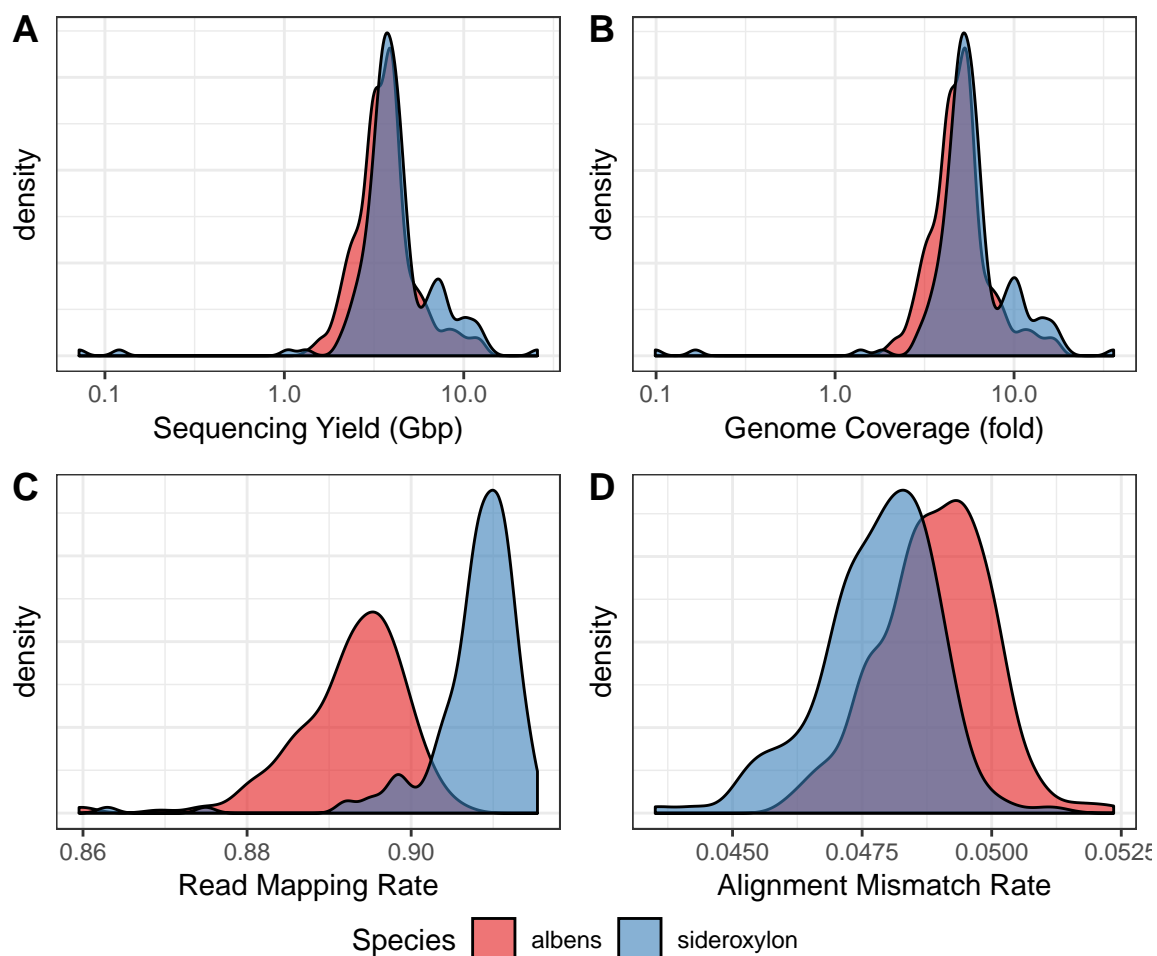 A
B
density
density
0.1 1.0 10.0
0.1 1.0 10.0
Sequencing Yield (Gbp)
Genome Coverage (fold)
C
D
density
density
0.86 0.88 0.90
0.0450 0.0475 0.0500 0.0525
Read Mapping Rate
Alignment Mismatch Rate
Species albens sideroxylon